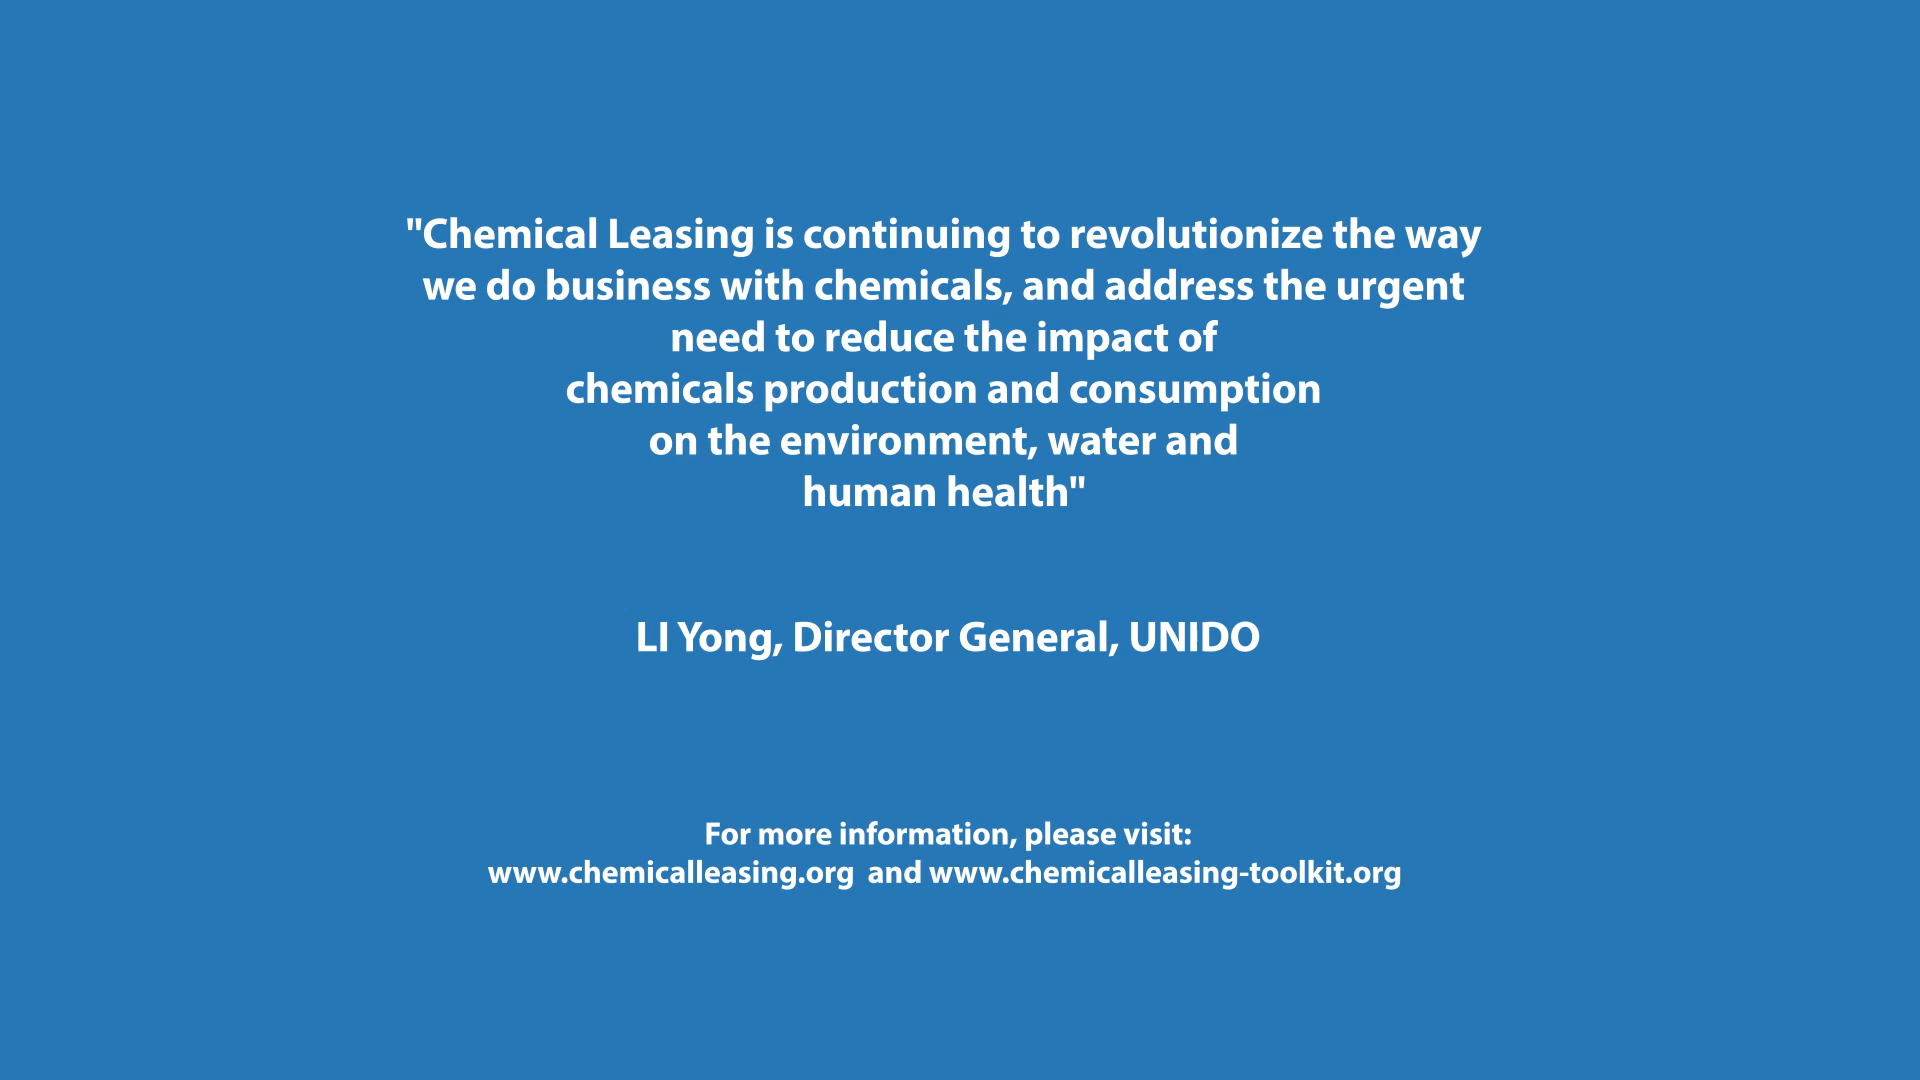 "Chemical Leasing is continuing to revolutionize the way
we do business with chemicals, and address the urgent
need to reduce the impact of
chemicals production and consumption
on the environment, water and
human health"
LI Yong, Director General, UNIDO
For more information, please visit:
www.chemicalleasing.org and www.chemicalleasing-toolkit.org